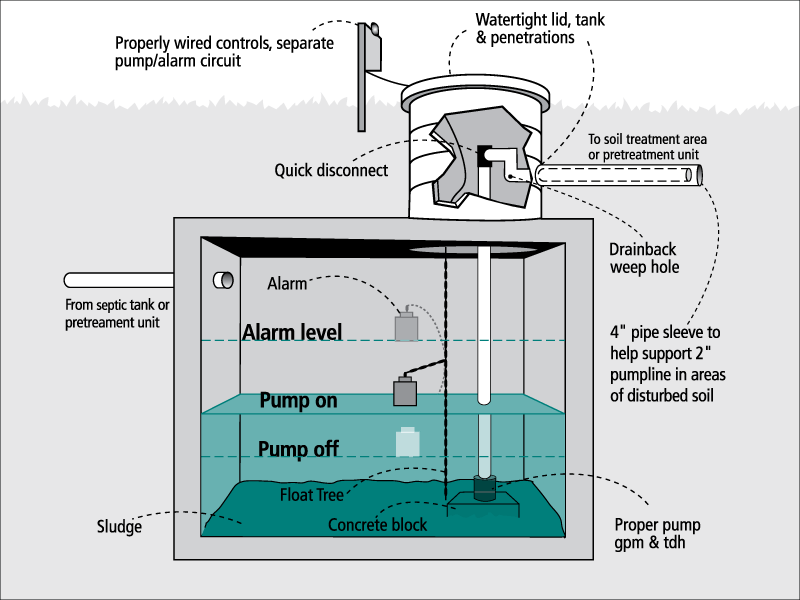 Watertight lid, tank
& penetrations
Properly wired controls, separate
pump/alarm circuit
To soil treatment area
or pretreatment unit
Quick disconnect
Drainback
weep hole
From septic tank or
pretreament unit
Alarm
Alarm level
4" pipe sleeve to
help support 2"
pumpline in areas
of disturbed soil
Pump on
Pump off
Float Tree
Sludge
Concrete block
Proper pump
gpm & tdh